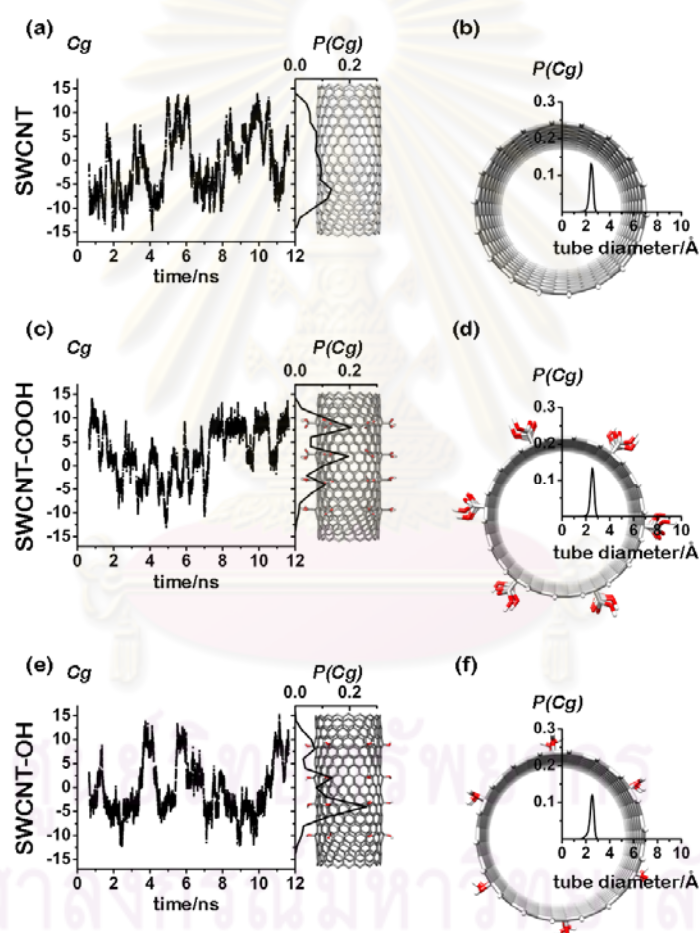 (a)
Cg
P(Cg)
0.0 0.2
SWCNT
15
10
5
0
-5
-10
-15
0 2 4 6 8 10 12
time/ns
(b)
P(Cg)
0.3
0.2
0.1
0 2 4 6 8 10
tube diameter/Å
(c)
Cg
P(Cg)
0.0 0.2
SWCNT-COOH
15
10
5
0
-5
-10
-15
0 2 4 6 8 10 12
time/ns
(d)
P(Cg)
0.3
0.2
0.1
0 2 4 6 8 10
tube diameter/Å
(e)
Cg
P(Cg)
0.0 0.2
SWCNT-OH
15
10
5
0
-5
-10
-15
0 2 4 6 8 10 12
time/ns
(f)
P(Cg)
0.3
0.2
0.1
0 2 4 6 8 10
tube diameter/Å